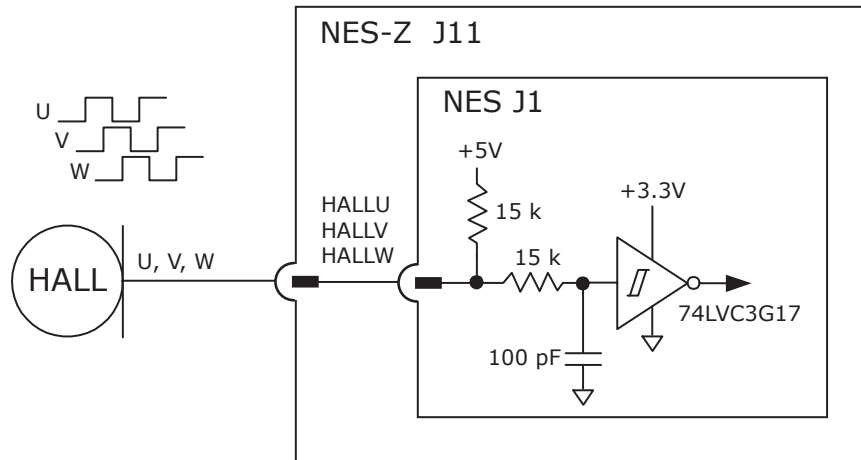 NES-Z J11
NES J1
U
V
W
+5V
+3.3V
15 k
HALLU
HALLV
HALLW
15 k
HALL
U, V, W
74LVC3G17
100 pF